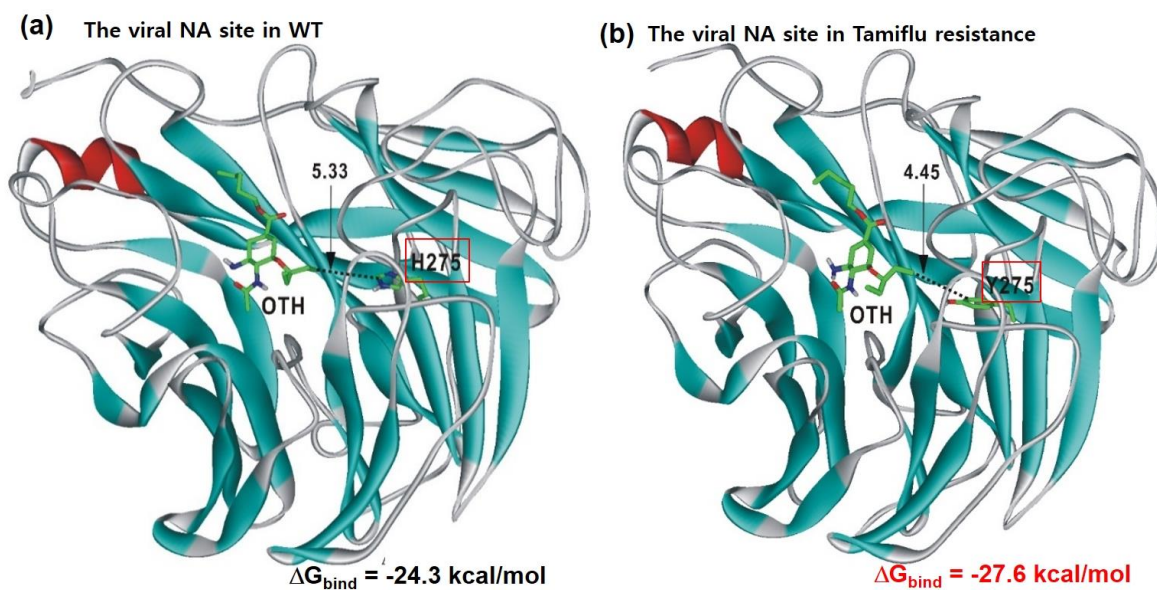 (a) The viral NA site in WT
5.33
H275
OTH
ΔGbind = -24.3 kcal/mol
(b) The viral NA site in Tamiflu resistance
4.45
Y275
OTH
ΔGbind = -27.6 kcal/mol